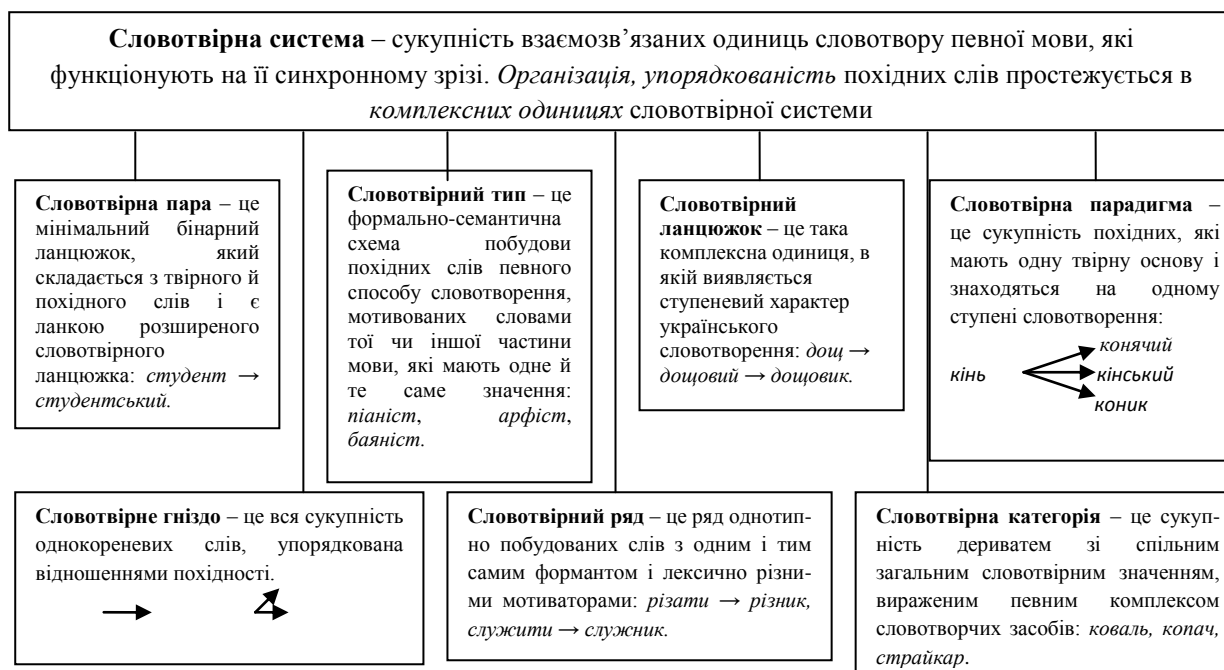 Словотвірна система – сукупність взаємозв’язаних одиниць словотвору певної мови, які
функціонують на її синхронному зрізі. Організація, упорядкованість похідних слів простежується в
комплексних одиницях словотвірної системи
Словотвірна пара – це
мінімальний бінарний
ланцюжок, який
складається з твірного й
похідного слів і є
ланкою розширеного
словотвірного
ланцюжка: студент →
студентський.
Словотвірний тип – це
формально-семантична
схема побудови
похідних слів певного
способу словотворення,
мотивованих словами
тої чи іншої частини
мови, які мають одне й
те саме значення:
піаніст, арфіст,
баяніст.
Словотвірний
ланцюжок – це така
комплексна одиниця, в
якій виявляється
ступеневий характер
українського
словотворення: дощ →
дощовий → дощовик.
Словотвірна парадигма –
це сукупність похідних, які
мають одну твірну основу і
знаходяться на одному
ступені словотворення:
конячий
кінь кінський
коник
Словотвірне гніздо – це вся сукупність
однокореневих слів, упорядкована
відношеннями похідності.
Словотвірний ряд – це ряд однотип-
но побудованих слів з одним і тим
самим формантом і лексично різни-
ми мотиваторами: різати → різник,
служити → служник.
Словотвірна категорія – це сукуп-
ність дериватем зі спільним
загальним словотвірним значенням,
вираженим певним комплексом
словотворчих засобів: коваль, копач,
страйкар.